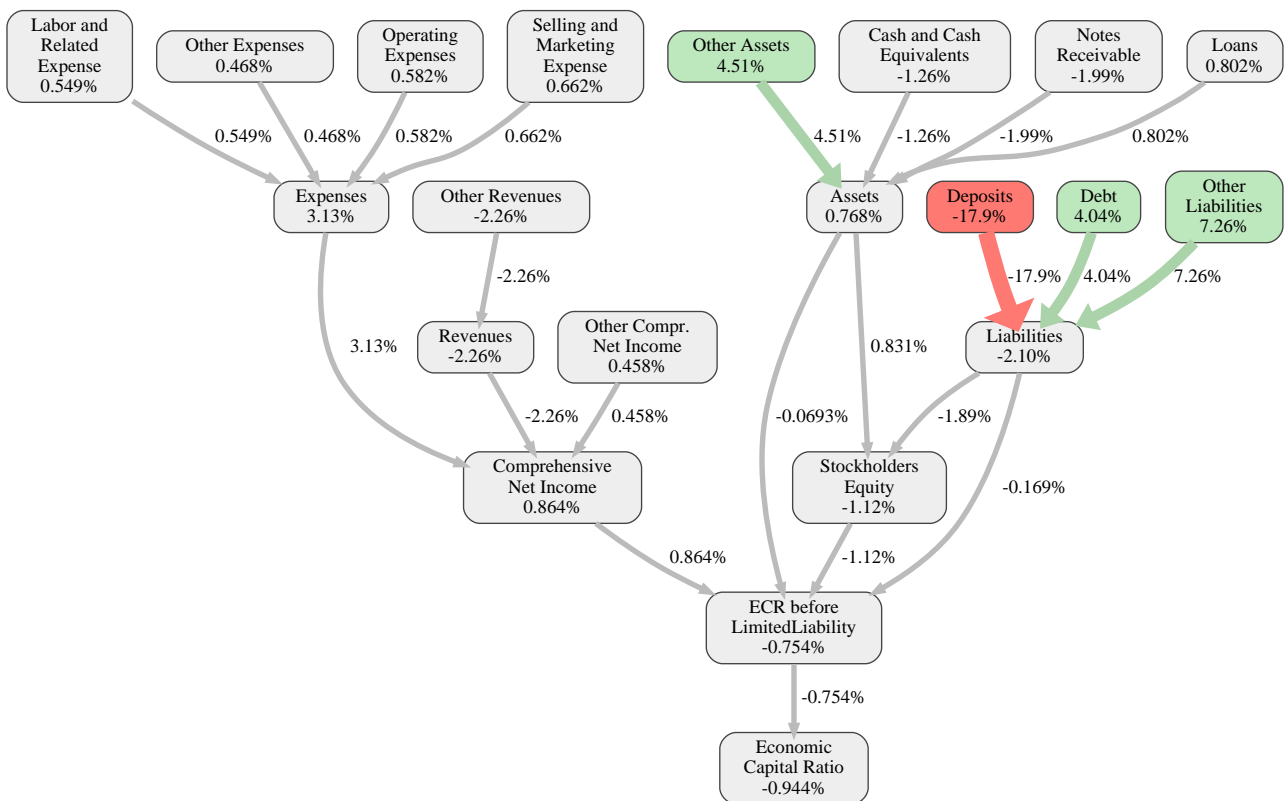 Labor and
Related
Expense
0.549%
Other Expenses
0.468%
Operating
Expenses
0.582%
Selling and
Marketing
Expense
0.662%
Other Assets
4.51%
Cash and Cash
Equivalents
-1.26%
Notes
Receivable
-1.99%
Loans
0.802%
0.549%
0.468%
0.582%
0.662%
4.51%
-1.26%
-1.99%
0.802%
Expenses
3.13%
Other Revenues
-2.26%
Assets
0.768%
Deposits
-17.9%
Debt
4.04%
Other
Liabilities
7.26%
-2.26%
-17.9%
4.04%
7.26%
Revenues
-2.26%
Other Compr.
Net Income
0.458%
Liabilities
-2.10%
3.13%
0.831%
-2.26%
0.458%
-0.0693%
-1.89%
Comprehensive
Net Income
0.864%
Stockholders
Equity
-1.12%
-0.169%
0.864%
-1.12%
ECR before
LimitedLiability
-0.754%
-0.754%
Economic
Capital Ratio
-0.944%